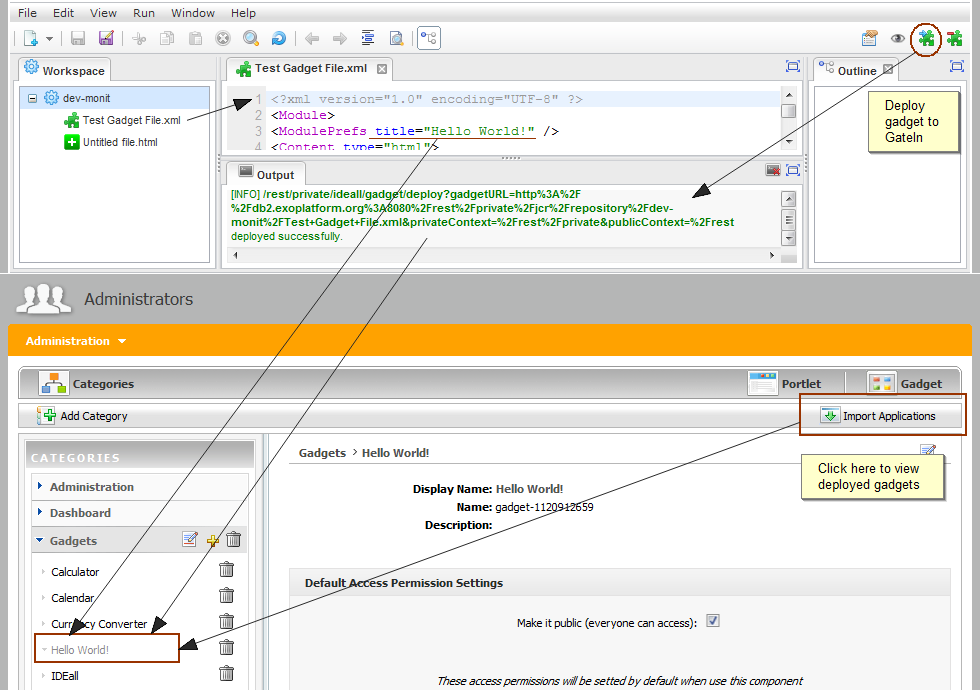 File Edit View Run Window Help
Workspace
Test Gadget File.xml
Outline
dev-monit
Test Gadget File.xml
Untitled file.html
1 <?xml version="1.0" encoding="UTF-8" ?>
2 <Module>
3 <ModulePrefs title="Hello World!" />
4 <Content type="html">
Deploy
gadget to
GateIn
Output
[INFO] /rest/private/ideall/gadget/deploy?gadgetURL=http%3A%2F
%2Fdb2.exoplatform.org%3A8080%2Frest%2Fprivate%2Fjcr%2Frepository%2Fdev-
monit%2FTest+Gadget+File.xml&privateContext=%2Frest%2Fprivate&publicContext=%2Frest
deployed successfully.
Administrators
Administration
Categories
Portlet
Gadget
Add Category
Import Applications
CATEGORIES
Administration
Dashboard
Gadgets
Calculator
Calendar
Currency Converter
Hello World!
IDEall
Gadgets > Hello World!
Click here to view
deployed gadgets
Display Name: Hello World!
Name: gadget-1120912659
Description:
Default Access Permission Settings
Make it public (everyone can access):
These access permissions will be setted by default when use this component